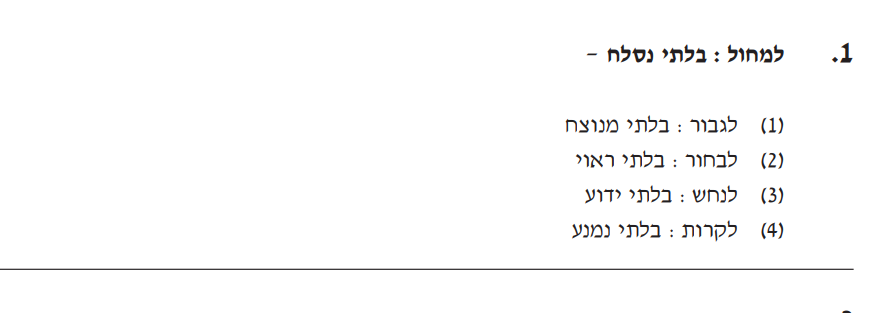 1. למחול : בלתי נסלח –
(1) לגבור : בלתי מנוצח
(2) לבחור : בלתי ראוי
(3) לנחש : בלתי ידוע
(4) לקרות : בלתי נמנע